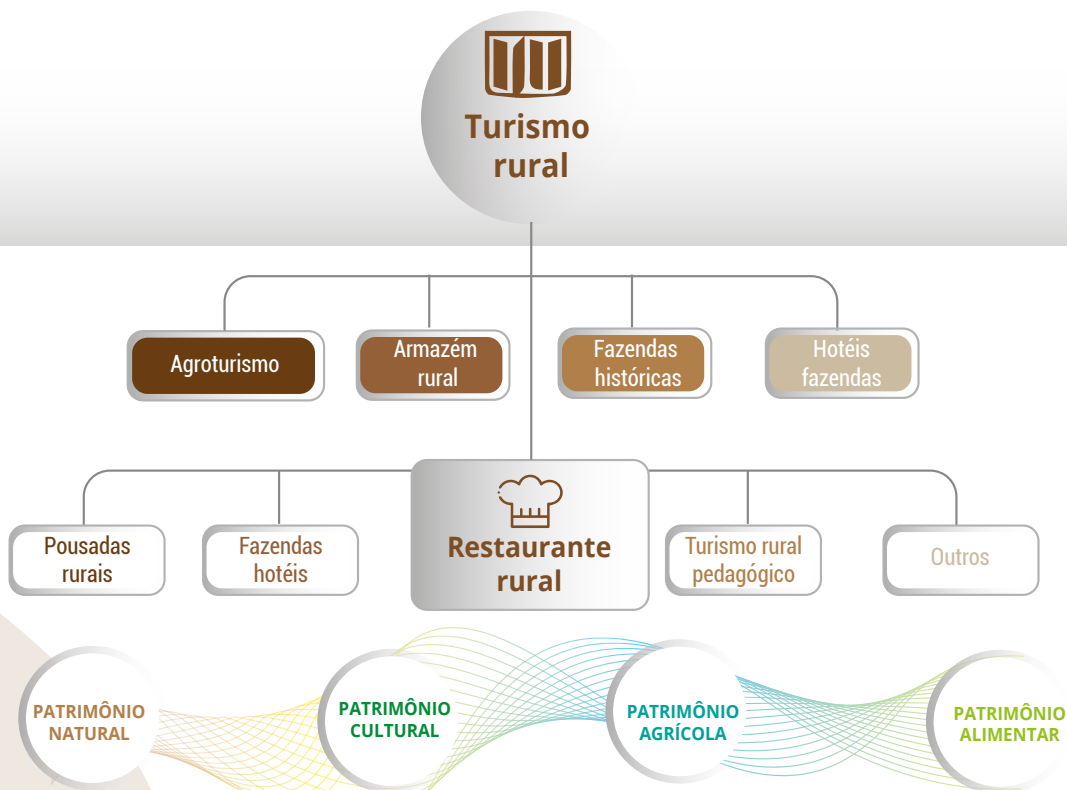 Turismo
rural
Agroturismo
Armazém
rural
Fazendas
históricas
Hotéis
fazendas
Pousadas
rurais
Fazendas
hotéis
Restaurante
rural
Turismo rural
pedagógico
Outros
PATRIMÔNIO
NATURAL
PATRIMÔNIO
CULTURAL
PATRIMÔNIO
AGRÍCOLA
PATRIMÔNIO
ALIMENTAR